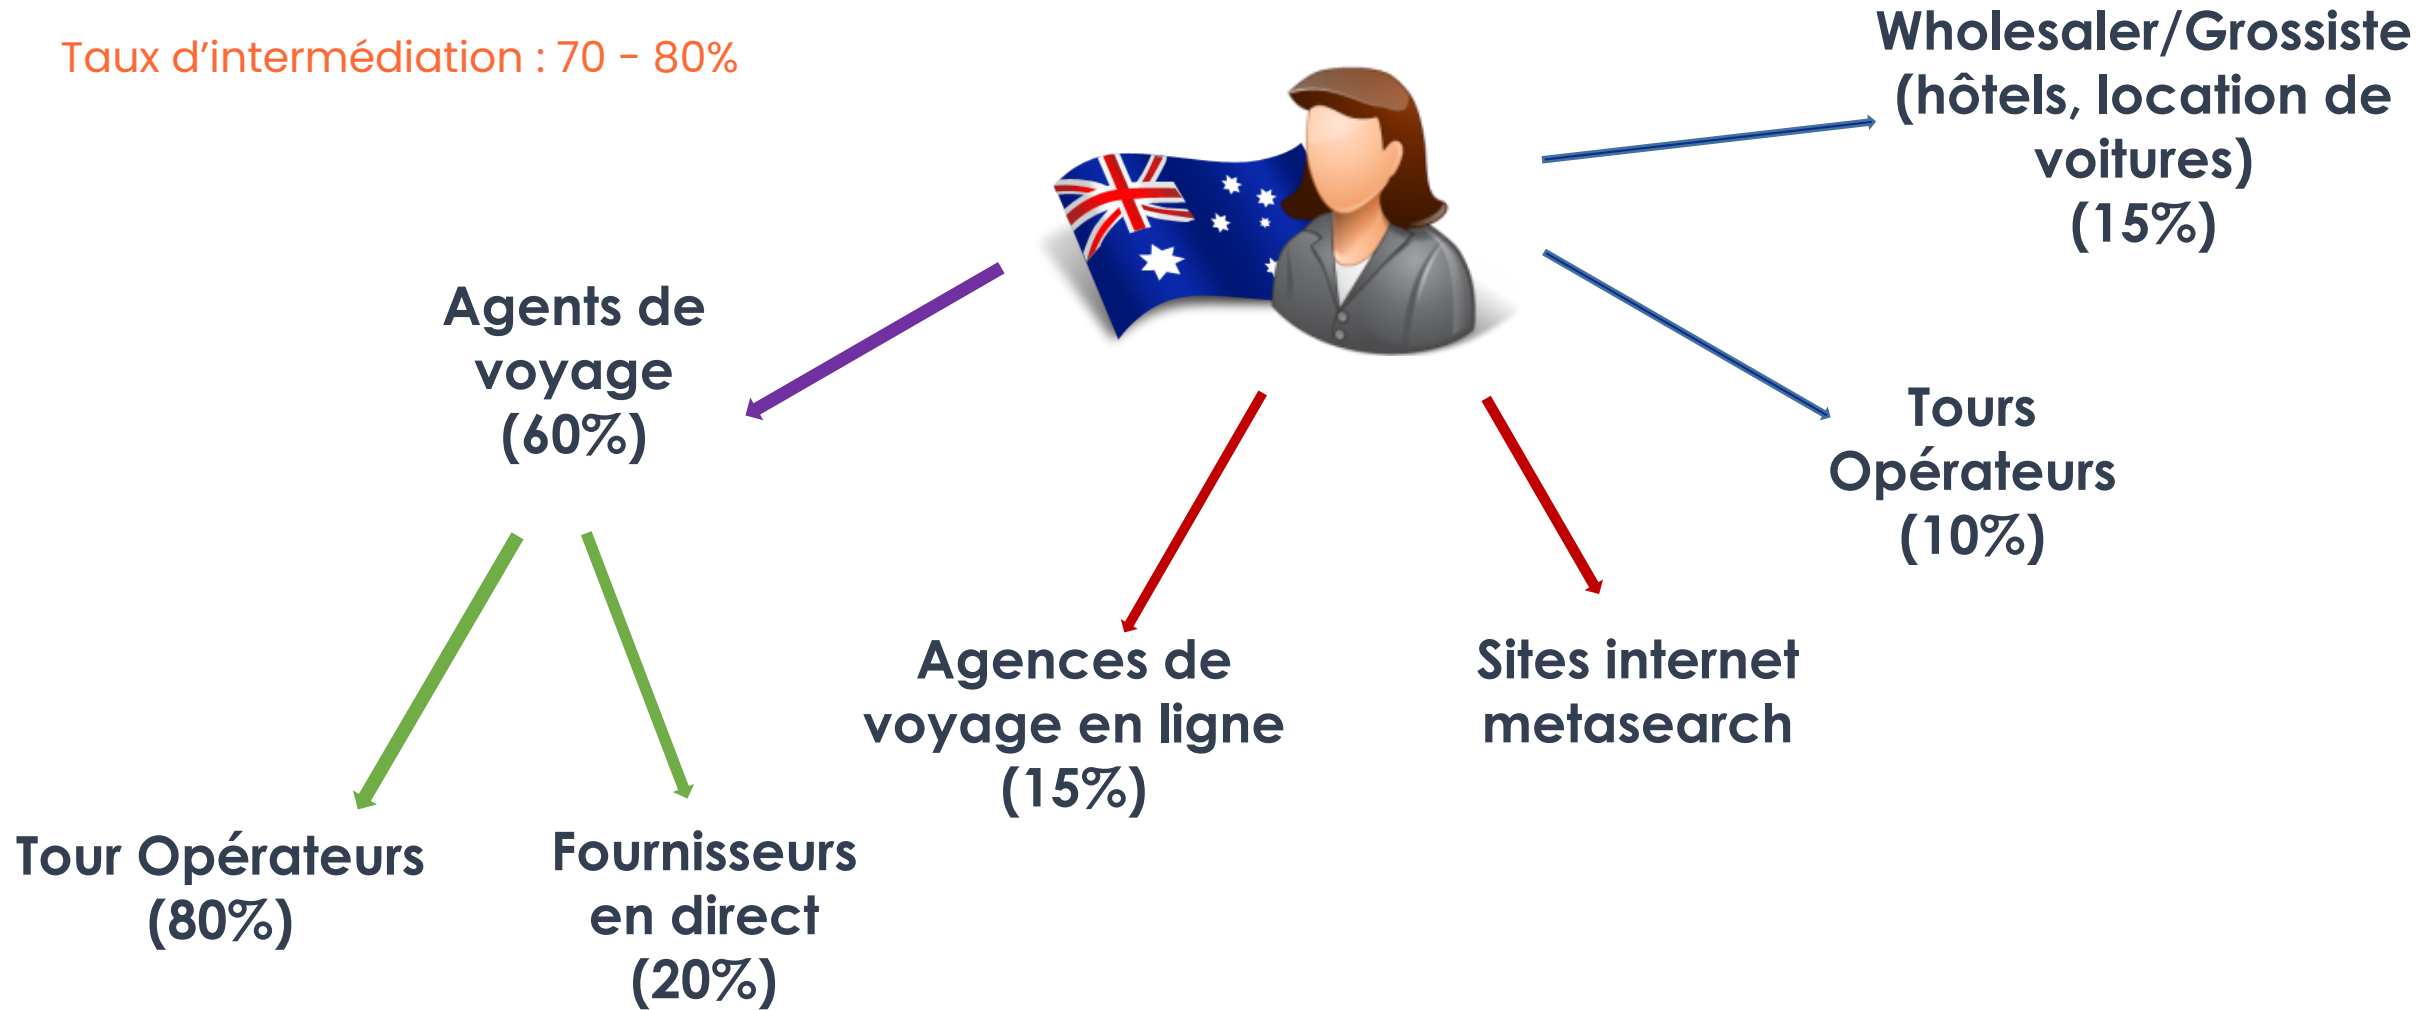 Taux d’intermédiation : 70 - 80%
Wholesaler/Grossiste
(hôtels, location de
voitures)
(15%)
Agents de
voyage
(60%)
Tours
Opérateurs
(10%)
Agences de
voyage en ligne
(15%)
Sites internet
metasearch
Tour Opérateurs
(80%)
Fournisseurs
en direct
(20%)